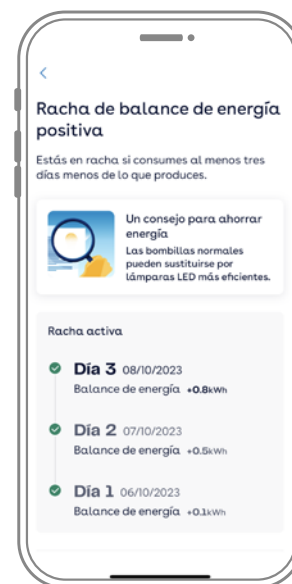 Racha de balance de energía
positiva
Estás en racha si consumes al menos tres
días menos de lo que produces.
Un consejo para ahorrar
energía
Las bombillas normales
pueden sustituirse por
lámparas LED más eficientes.
Racha activa
Día 3 08/10/2023
Balance de energía +0.8kWh
Día 2 07/10/2023
Balance de energía +0.5kWh
Día 1 06/10/2023
Balance de energía +0.1kWh